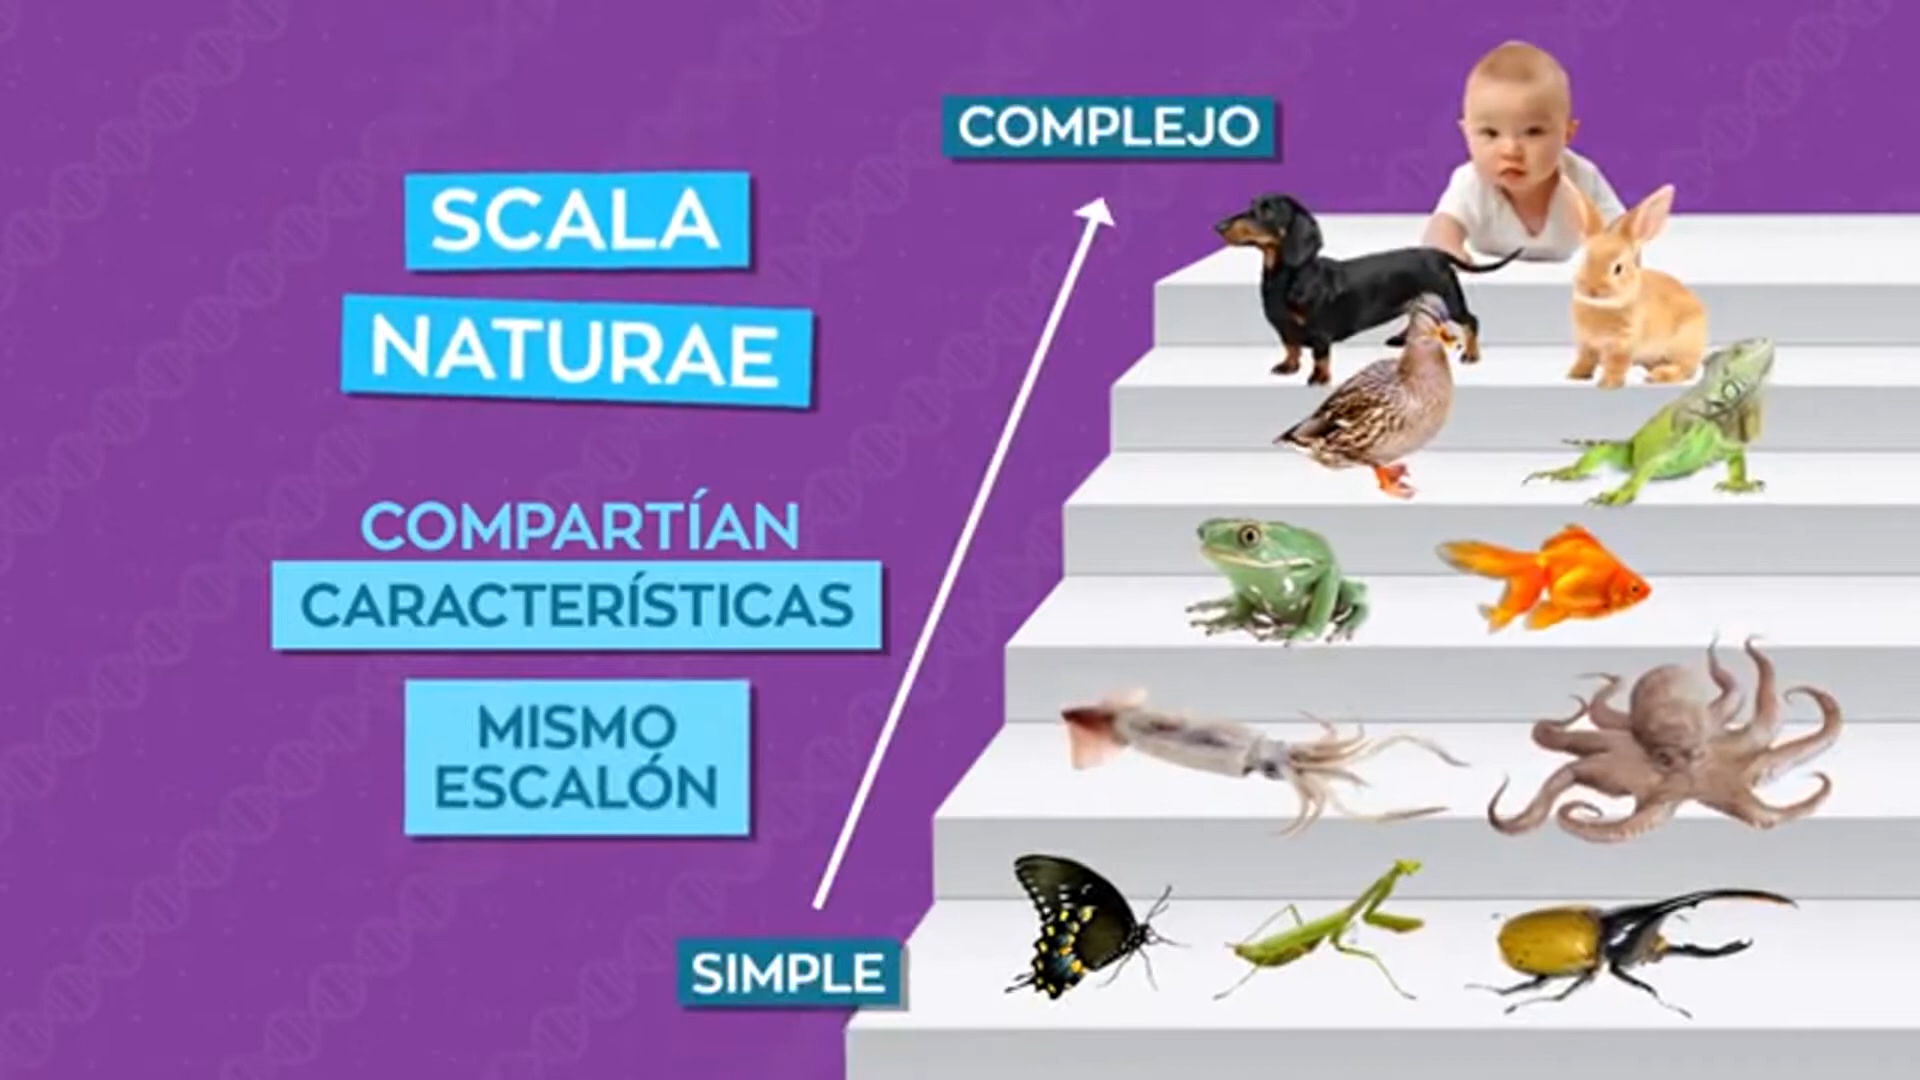 SCALA
NATURAE
COMPARTÍAN
CARACTERÍSTICAS
MISMO
ESCALÓN
COMPLEJO
SIMPLE